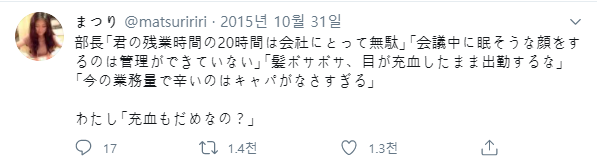 まつり @matsuririri · 2015년 10월 31일
部長「君の残業時間の20時間は会社にとって無駄」「会議中に眠そうな顔をす
るのは管理ができていない」「髪ボサボサ、目が充血したまま出勤するな」
「今の業務量で辛いのはキャパがなさすぎる」
わたし「充血もだめなの？」
17 1.4천 1.3천